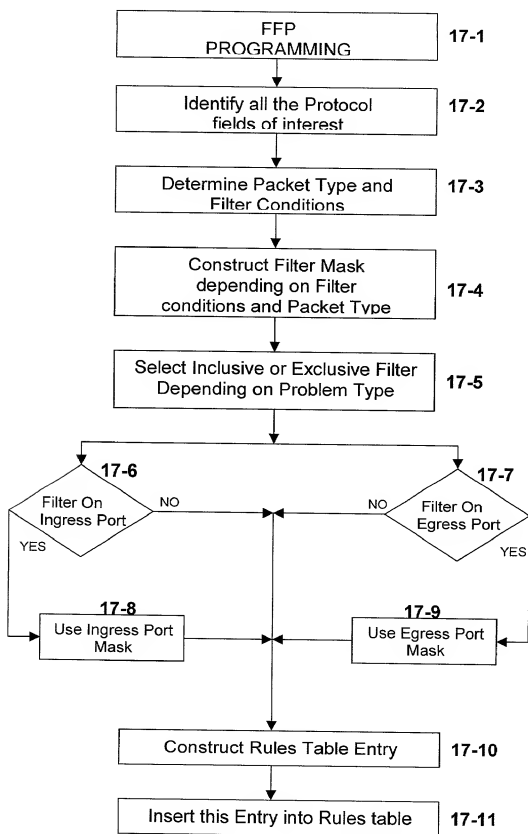 FFP
PROGRAMMING
17-1
Identify all the Protocol
fields of interest
17-2
Determine Packet Type and
Filter Conditions
17-3
Construct Filter Mask
depending on Filter
conditions and Packet Type
17-4
Select Inclusive or Exclusive Filter
Depending on Problem Type
17-5
17-6
Filter On
Ingress Port
NO
YES
17-7
Filter On
Egress Port
NO
YES
17-8
Use Ingress Port
Mask
17-9
Use Egress Port
Mask
Construct Rules Table Entry
17-10
Insert this Entry into Rules table
17-11